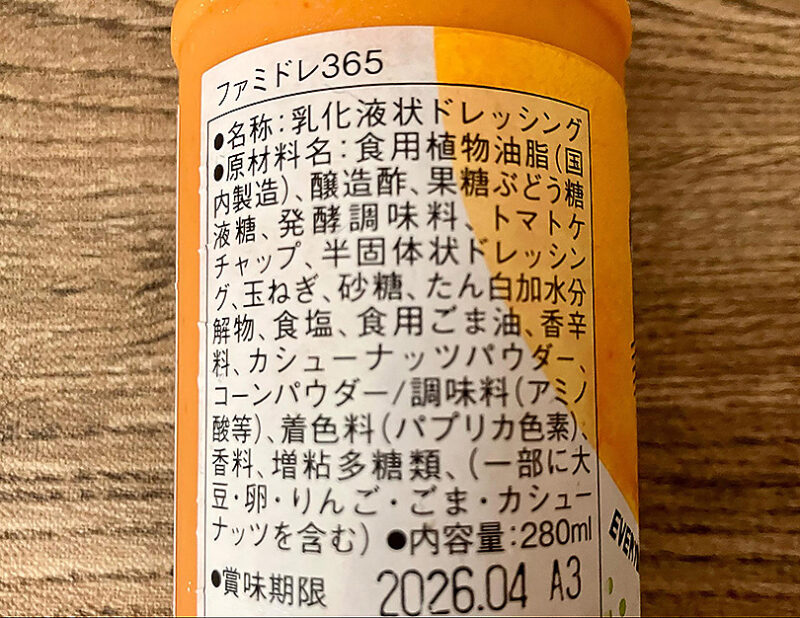 ファミドレ365
●名称:乳化液状ドレッシング
●原材料名:食用植物油脂(国
内製造)、醸造酢、果糖ぶどう糖
液糖、発酵調味料、トマトケ
チャップ、半固体状ドレッシン
グ、玉ねぎ、砂糖、たん白加水分
解物、食塩、食用ごま油、香辛
料、カシューナッツパウダー、
コーンパウダー/調味料(アミノ
酸等)、着色料(パプリカ色素)、
香料、増粘多糖類、(一部に大
豆・卵・りんご・ごま・カシュー
ナッツを含む) ●内容量:280ml
●賞味期限 2026.04 A3